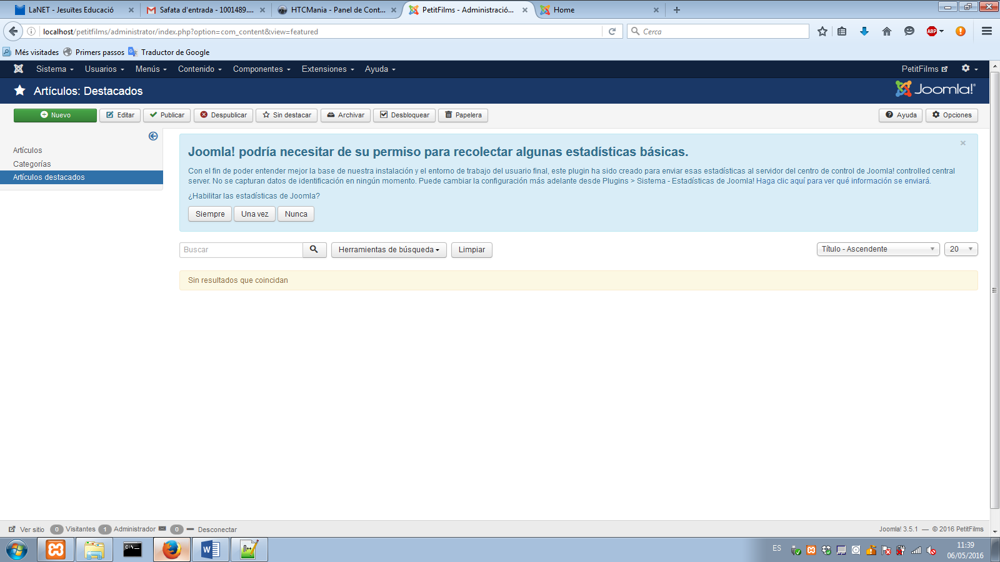 LaNET - Jesuïtes Educació
Safata d'entrada - 1001489....
HTCMania - Panel de Cont...
PetitFilms - Administració...
Home
localhost/petitfilms/administrator/index.php?option=com_content&view=featured
Cerca
ABP
Més visitades
Primers passos
Traductor de Google
Sistema
Usuarios
Menús
Contenido
Componentes
Extensiones
Ayuda
PetitFilms
Artículos: Destacados
Joomla!®
Nuevo
Editar
Publicar
Despublicar
Sin destacar
Archivar
Desbloquear
Papelera
Ayuda
Opciones
Artículos
Categorías
Artículos destacados
Joomla! podría necesitar de su permiso para recolectar algunas estadísticas básicas.
Con el fin de poder entender mejor la base de nuestra instalación y el entorno de trabajo del usuario final, este plugin ha sido creado para enviar esas estadísticas al servidor del centro de control de Joomla! controlled central
server. No se capturan datos de identificación en ningún momento. Puede cambiar la configuración más adelante desde Plugins > Sistema - Estadísticas de Joomla! Haga clic aquí para ver qué información se enviará.
¿Habilitar las estadísticas de Joomla?
Siempre
Una vez
Nunca
Buscar
Herramientas de búsqueda
Limpiar
Título - Ascendente
20
Sin resultados que coincidan
Ver sitio
0 Visitantes
1 Administrador
0
Desconectar
Joomla! 3.5.1 — © 2016 PetitFilms
ES
11:39
06/05/2016